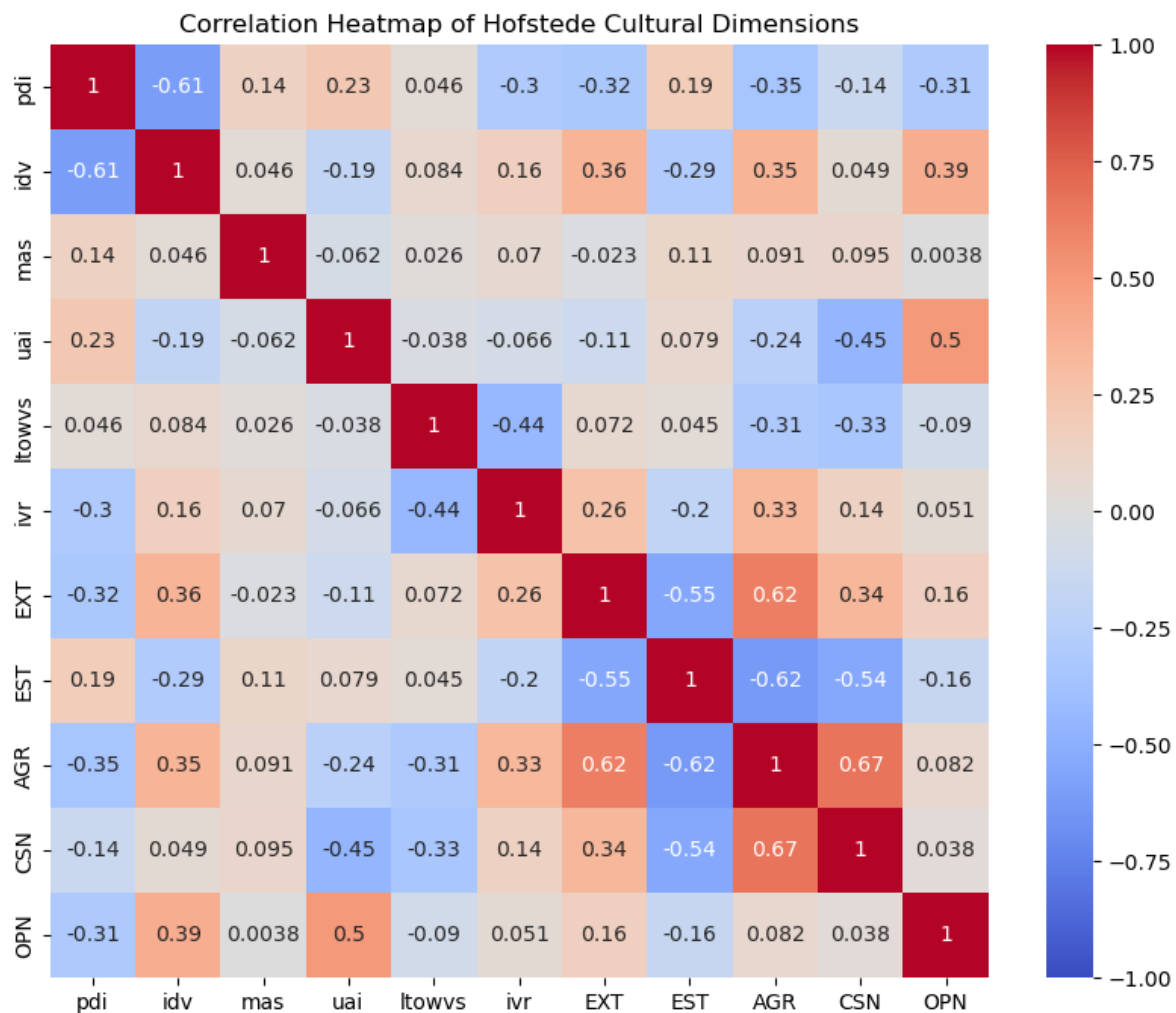 Correlation Heatmap of Hofstede Cultural Dimensions
pdi 1 -0.61 0.14 0.23 0.046 -0.3 -0.32 0.19 -0.35 -0.14 -0.31
idv -0.61 1 0.046 -0.19 0.084 0.16 0.36 -0.29 0.35 0.049 0.39
mas 0.14 0.046 1 -0.062 0.026 0.07 -0.023 0.11 0.091 0.095 0.0038
uai 0.23 -0.19 -0.062 1 -0.038 -0.066 -0.11 0.079 -0.24 -0.45 0.5
ltowvs 0.046 0.084 0.026 -0.038 1 -0.44 0.072 0.045 -0.31 -0.33 -0.09
ivr -0.3 0.16 0.07 -0.066 -0.44 1 0.26 -0.2 0.33 0.14 0.051
EXT -0.32 0.36 -0.023 -0.11 0.072 0.26 1 -0.55 0.62 0.34 0.16
EST 0.19 -0.29 0.11 0.079 0.045 -0.2 -0.55 1 -0.62 -0.54 -0.16
AGR -0.35 0.35 0.091 -0.24 -0.31 0.33 0.62 -0.62 1 0.67 0.082
CSN -0.14 0.049 0.095 -0.45 -0.33 0.14 0.34 -0.54 0.67 1 0.038
OPN -0.31 0.39 0.0038 0.5 -0.09 0.051 0.16 -0.16 0.082 0.038 1
pdi idv mas uai ltowvs ivr EXT EST AGR CSN OPN
1.00
0.75
0.50
0.25
0.00
−0.25
−0.50
−0.75
−1.00